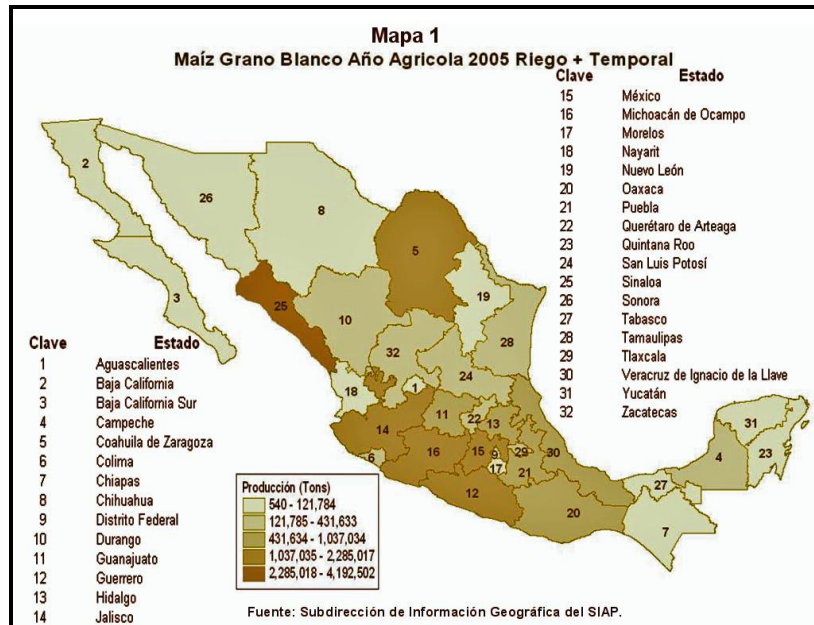 Mapa 1
Maíz Grano Blanco Año Agricola 2005 Riego + Temporal
Clave Estado
15 México
16 Michoacán de Ocampo
17 Morelos
18 Nayarit
19 Nuevo León
20 Oaxaca
21 Puebla
22 Querétaro de Arteaga
23 Quintana Roo
24 San Luis Potosí
25 Sinaloa
26 Sonora
27 Tabasco
28 Tamaulipas
29 Tlaxcala
30 Veracruz de Ignacio de la Llave
31 Yucatán
32 Zacatecas
2
26
8
5
3
25
10
19
28
32
24
18
1
14
11
22
13
6
16
15
9
29
30
17
21
12
20
31
4
23
27
7
Clave Estado
1 Aguascalientes
2 Baja California
3 Baja California Sur
4 Campeche
5 Coahuila de Zaragoza
6 Colima
7 Chiapas
8 Chihuahua
9 Distrito Federal
10 Durango
11 Guanajuato
12 Guerrero
13 Hidalgo
14 Jalisco
Producción (Tons)
540 - 121,784
121,785 - 431,633
431,634 - 1,037,034
1,037,035 - 2,285,017
2,285,018 - 4,192,502
Fuente: Subdirección de Información Geográfica del SIAP.